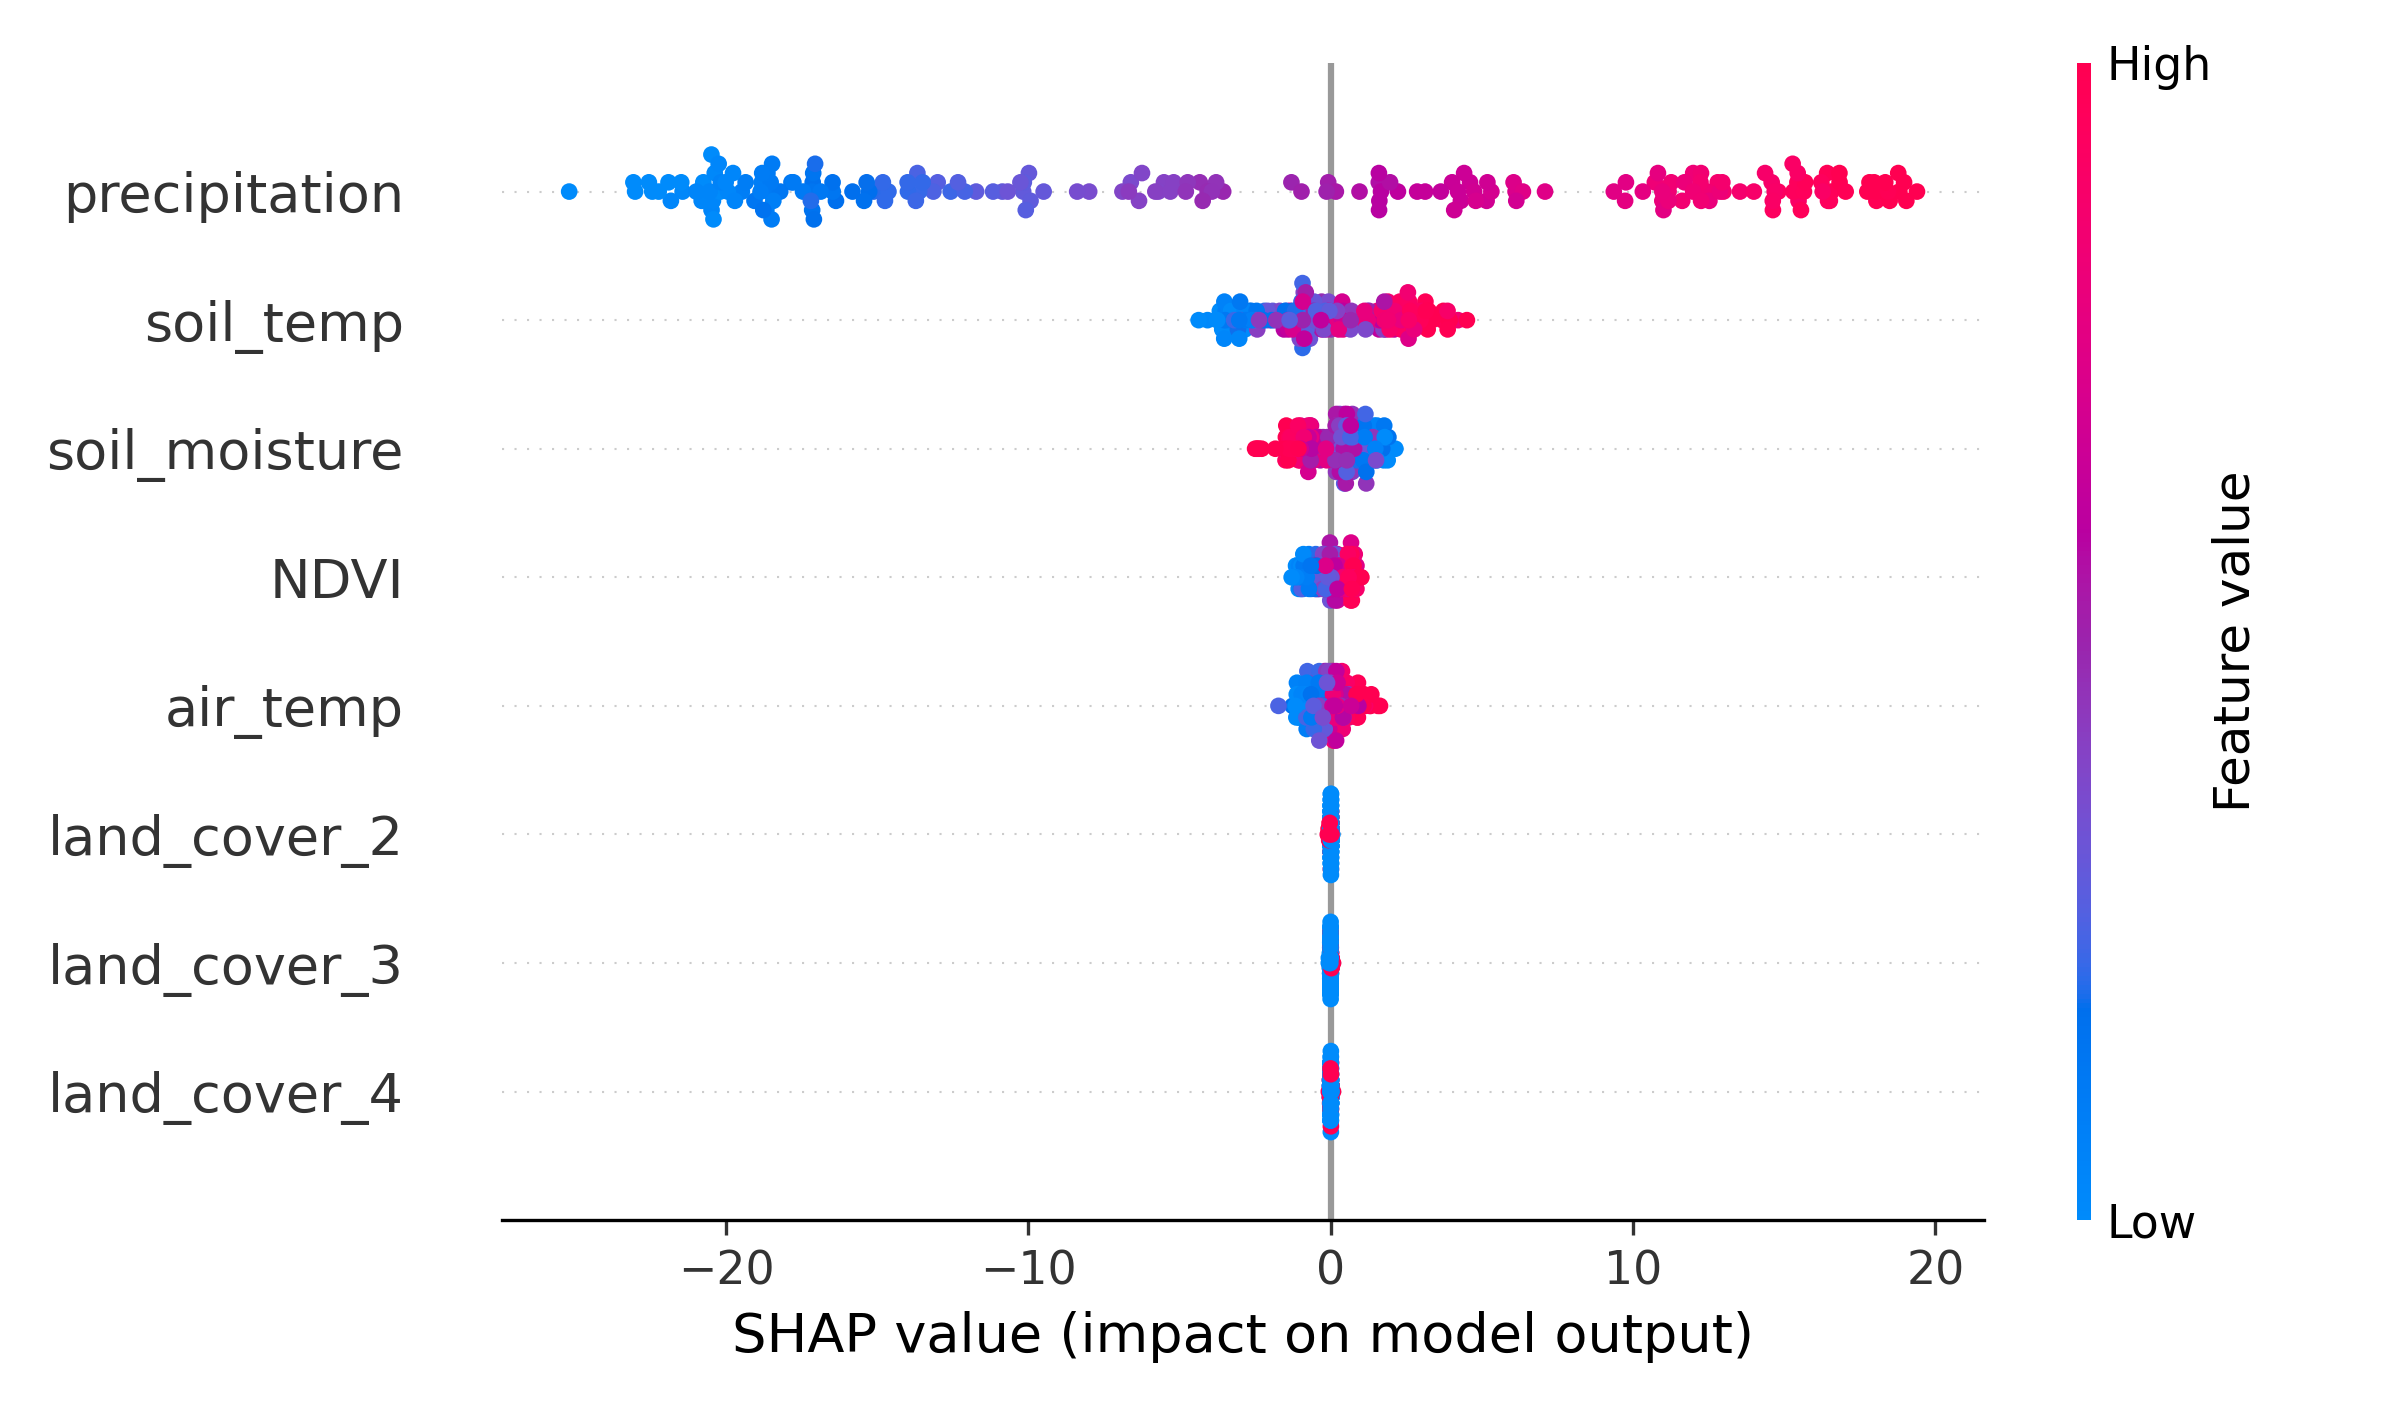 High
precipitation
soil_temp
soil_moisture
NDVI
air_temp
land_cover_2
land_cover_3
land_cover_4
Feature value
Low
−20 −10 0 10 20
SHAP value (impact on model output)